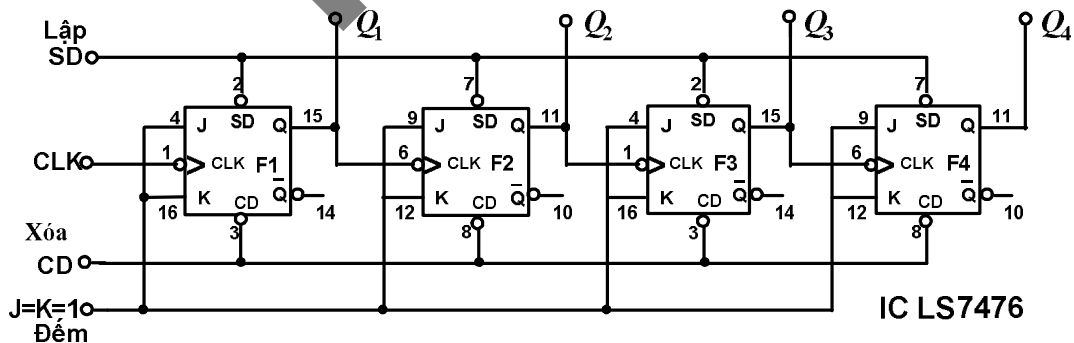 Q1 Q2 Q3 Q4
Lập
SD
2 7 2 7
4 J SD Q 15 9 J SD Q 11 4 J SD Q 15 9 J SD Q 11
CLK 1 CLK F1 6 CLK F2 1 CLK F3 6 CLK F4
K CD Q̅ K CD Q̅ K CD Q̅ K CD Q̅
16 14 12 10 16 14 12 10
Xóa
3 8 3 8
CD
J=K=1
Đếm
IC LS7476